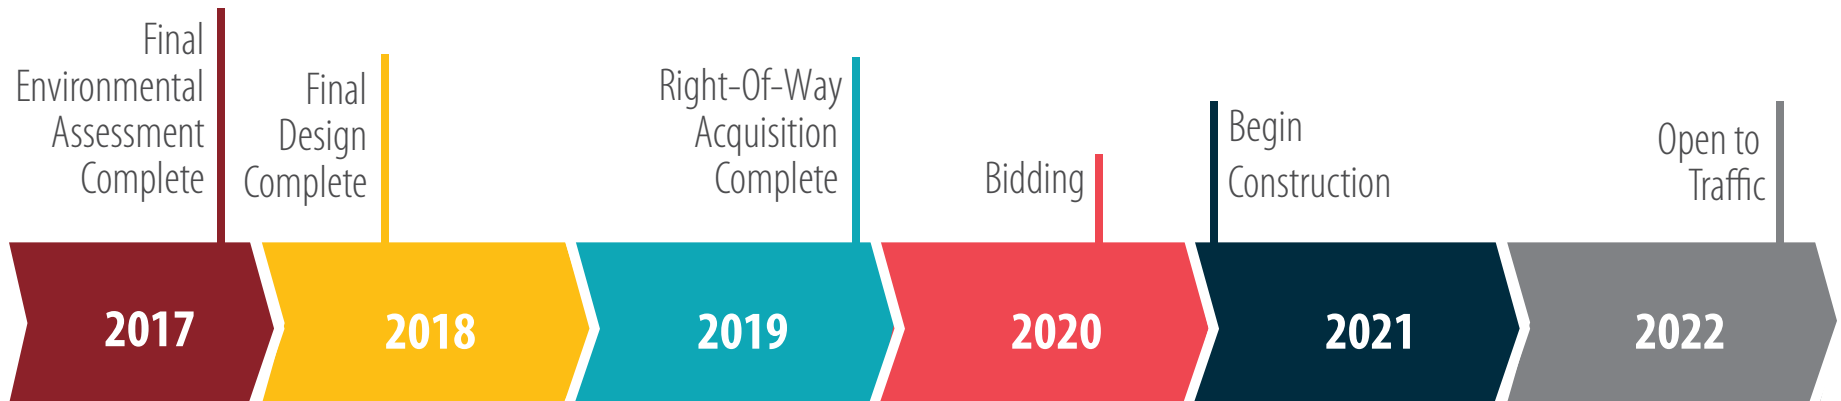 Final
Environmental
Assessment
Complete
Final
Design
Complete
Right-Of-Way
Acquisition
Complete
Bidding
Begin
Construction
Open to
Traffic
2017
2018
2019
2020
2021
2022